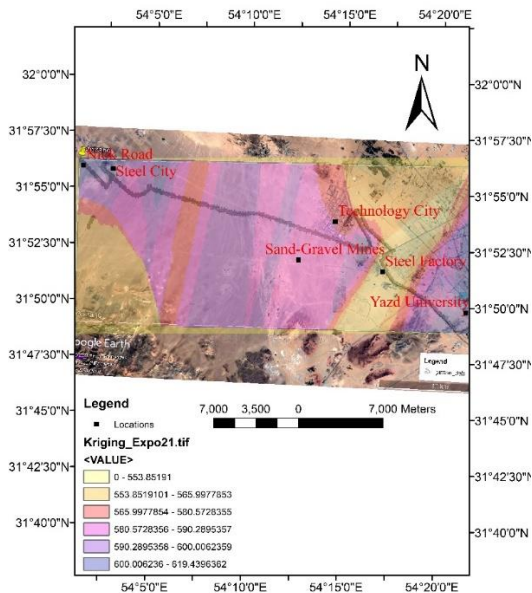 54°5'0"E 54°10'0"E 54°15'0"E 54°20'0"E
32°0'0"N 32°0'0"N
N
31°57'30"N 31°57'30"N
Road
Steel City
31°55'0"N 31°55'0"N
Technology City
31°52'30"N 31°52'30"N
Sand-Gravel Mines
Steel Factory
Yazd University
31°50'0"N 31°50'0"N
Google Earth
Legend
31°47'30"N 31°47'30"N
31°45'0"N 31°45'0"N
Legend
7,000 3,500 0 7,000 Meters
Locations
Kriging_Expo21.tif
<VALUE>
31°42'30"N 31°42'30"N
0 - 553.85191
553.8519101 - 565.9977853
565.9977854 - 580.5728355
31°40'0"N 31°40'0"N
580.5728356 - 590.2895357
590.2895358 - 600.0062359
600.006236 - 619.4396362
54°5'0"E 54°10'0"E 54°15'0"E 54°20'0"E